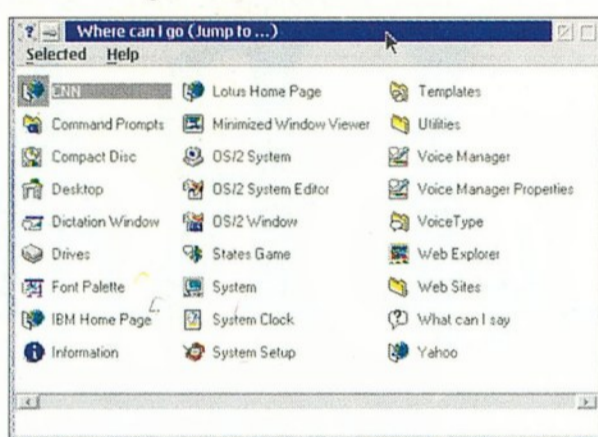 Where can I go (Jump to ...)
Selected Help
CNN
Command Prompts
Compact Disc
Desktop
Dictation Window
Drives
Font Palette
IBM Home Page
Information
Lotus Home Page
Minimized Window Viewer
OS/2 System
OS/2 System Editor
OS/2 Window
States Game
System
System Clock
System Setup
Templates
Utilities
Voice Manager
Voice Manager Properties
VoiceType
Web Explorer
Web Sites
What can I say
Yahoo